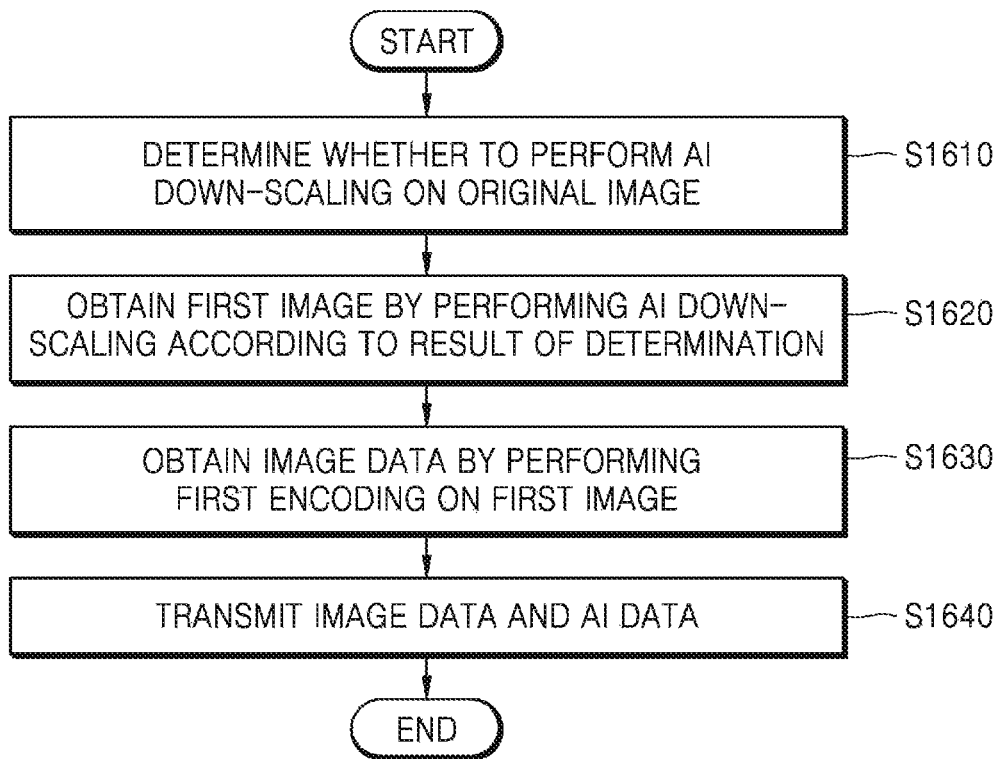 START
DETERMINE WHETHER TO PERFORM AI
DOWN-SCALING ON ORIGINAL IMAGE
S1610
OBTAIN FIRST IMAGE BY PERFORMING AI DOWN-
SCALING ACCORDING TO RESULT OF DETERMINATION
S1620
OBTAIN IMAGE DATA BY PERFORMING
FIRST ENCODING ON FIRST IMAGE
S1630
TRANSMIT IMAGE DATA AND AI DATA
S1640
END